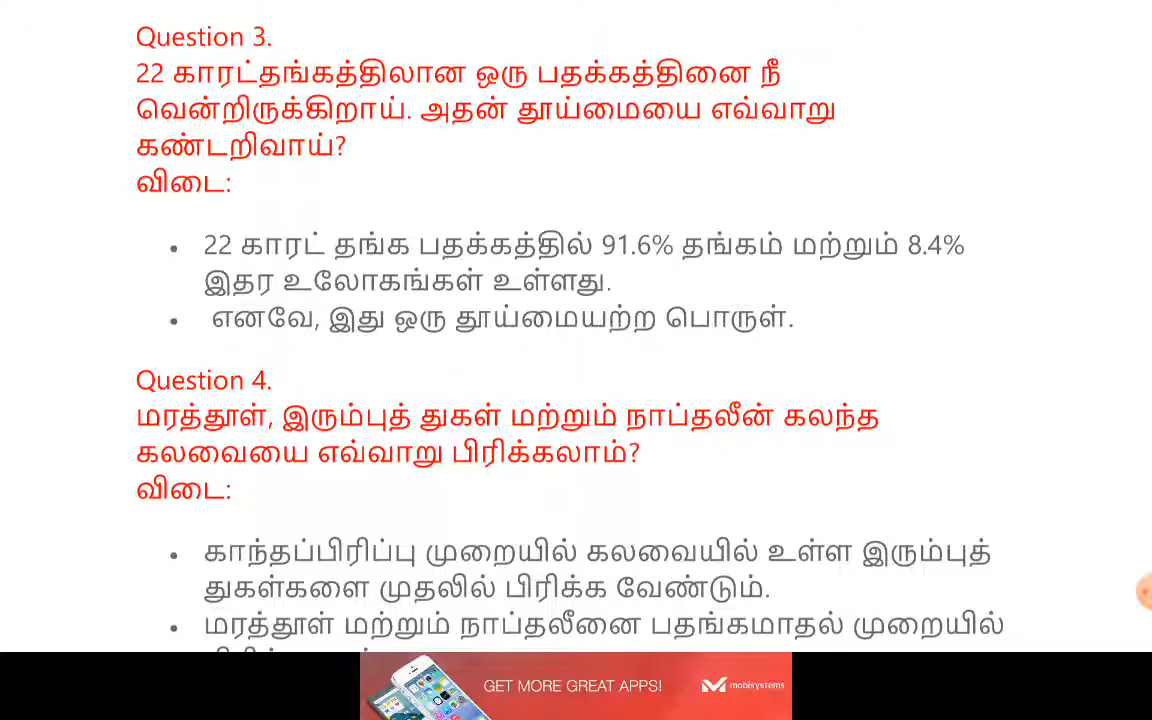 Question 3.
22 காரட்தங்கத்திலான ஒரு பதக்கத்தினை நீ
வென்றிருக்கிறாய். அதன் தூய்மையை எவ்வாறு
கண்டறிவாய்?
விடை:
• 22 காரட் தங்க பதக்கத்தில் 91.6% தங்கம் மற்றும் 8.4%
இதர உலோகங்கள் உள்ளது.
• எனவே, இது ஒரு தூய்மையற்ற பொருள்.
Question 4.
மரத்தூள், இரும்புத் துகள் மற்றும் நாப்தலீன் கலந்த
கலவையை எவ்வாறு பிரிக்கலாம்?
விடை:
• காந்தப்பிரிப்பு முறையில் கலவையில் உள்ள இரும்புத்
துகள்களை முதலில் பிரிக்க வேண்டும்.
• மரத்தூள் மற்றும் நாப்தலீனை பதங்கமாதல் முறையில்
GET MORE GREAT APPS!
mobisystems